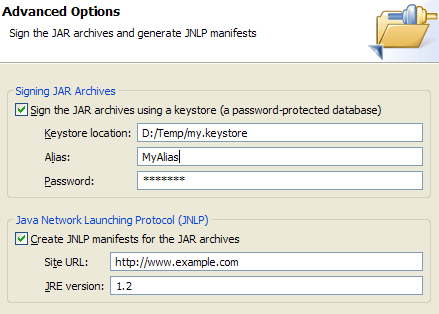 Advanced Options
Sign the JAR archives and generate JNLP manifests
Signing JAR Archives
Sign the JAR archives using a keystore (a password-protected database)
Keystore location: D:/Temp/my.keystore
Alias: MyAlias
Password: *******
Java Network Launching Protocol (JNLP)
Create JNLP manifests for the JAR archives
Site URL: http://www.example.com
JRE version: 1.2